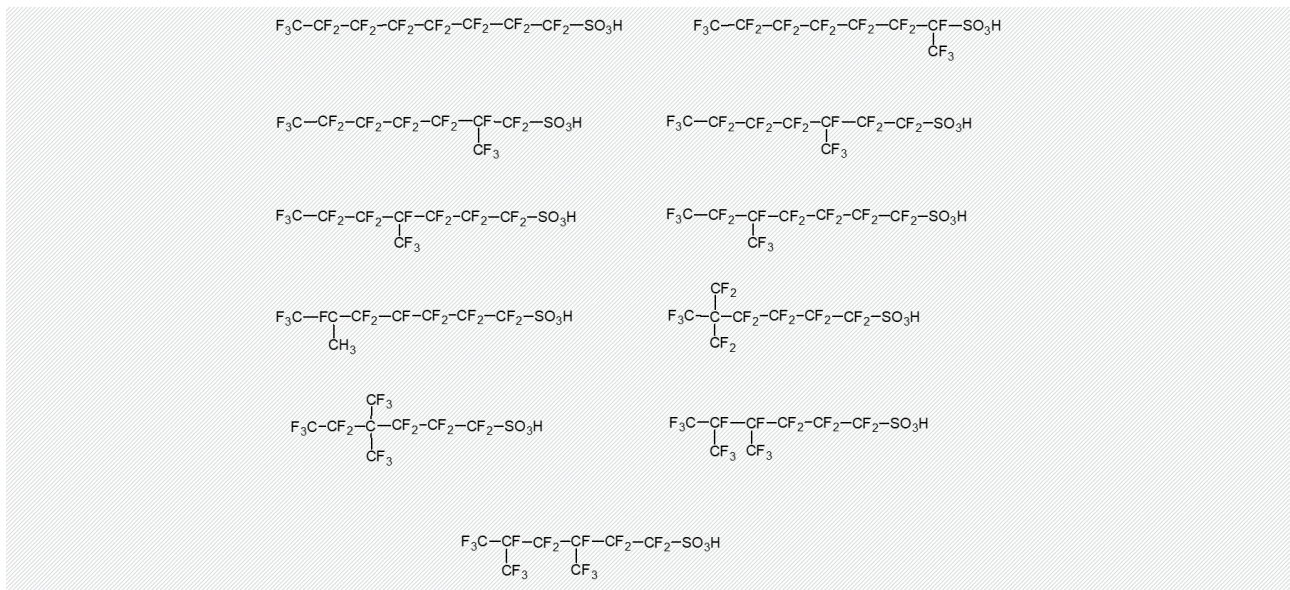 F₃C—CF₂—CF₂—CF₂—CF₂—CF₂—CF₂—CF₂—SO₃H
F₃C—CF₂—CF₂—CF₂—CF₂—CF₂—CF—SO₃H
CF₃
F₃C—CF₂—CF₂—CF₂—CF₂—CF—CF₂—SO₃H
CF₃
F₃C—CF₂—CF₂—CF₂—CF—CF₂—CF₂—SO₃H
CF₃
F₃C—CF₂—CF₂—CF—CF₂—CF₂—CF₂—SO₃H
CF₃
F₃C—CF₂—CF—CF₂—CF₂—CF₂—CF₂—SO₃H
CF₃
F₃C—FC—CF₂—CF—CF₂—CF₂—CF₂—SO₃H
CH₃
CF₂
F₃C—C—CF₂—CF₂—CF₂—CF₂—SO₃H
CF₂
CF₃
F₃C—CF₂—C—CF₂—CF₂—CF₂—SO₃H
CF₃
F₃C—CF—CF—CF₂—CF₂—CF₂—SO₃H
CF₃ CF₃
F₃C—CF—CF₂—CF—CF₂—CF₂—SO₃H
CF₃ CF₃